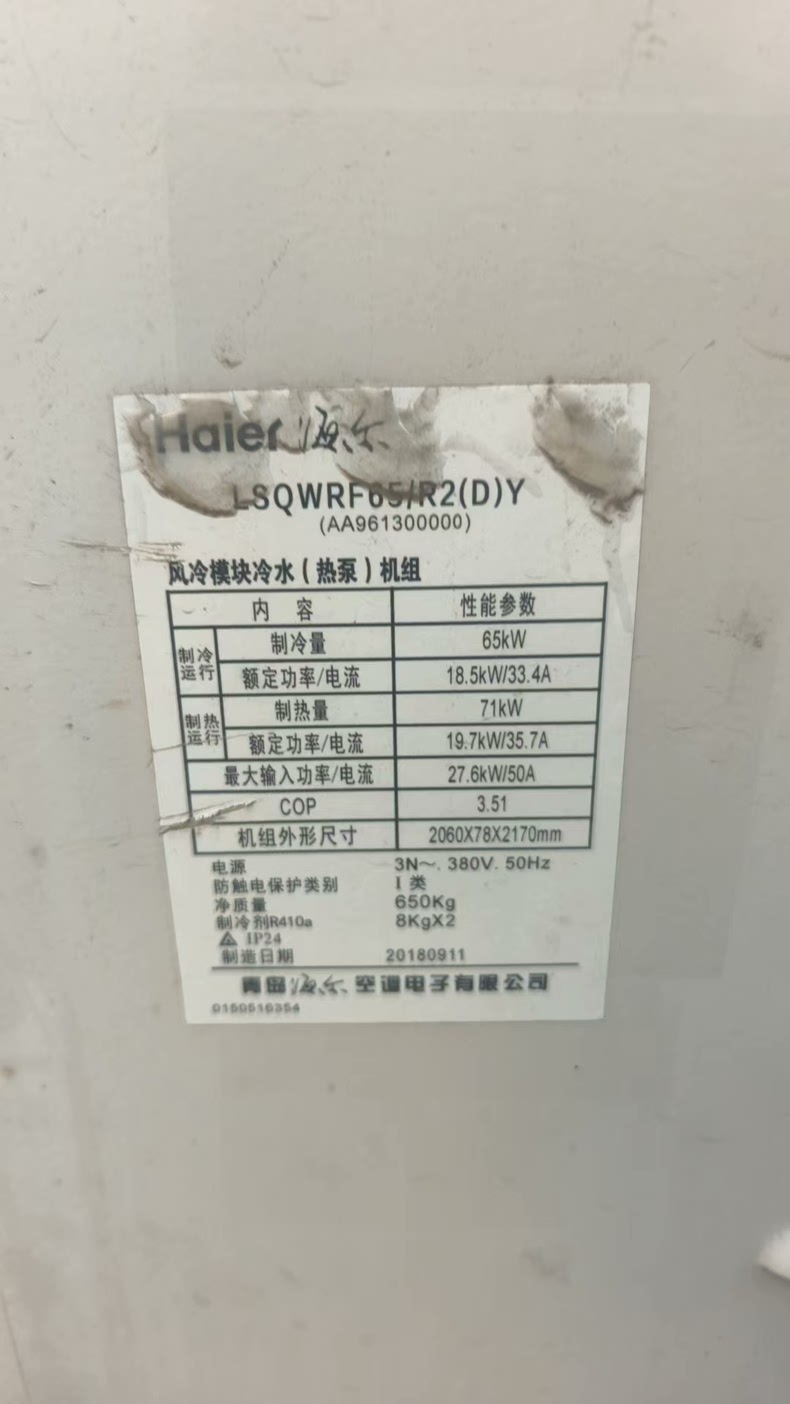 Haier 海尔
LSQWRF65/R2(D)Y
(AA961300000)
风冷模块冷水(热泵)机组
内 容 性能参数
制冷运行 制冷量 65kW
额定功率/电流 18.5kW/33.4A
制热运行 制热量 71kW
额定功率/电流 19.7kW/35.7A
最大输入功率/电流 27.6kW/50A
COP 3.51
机组外形尺寸 2060X78X2170mm
电源 3N~. 380V. 50Hz
防触电保护类别 I 类
净质量 650Kg
制冷剂R410a 8KgX2
IP24
制造日期 20180911
青岛海尔空调电子有限公司
0150516354